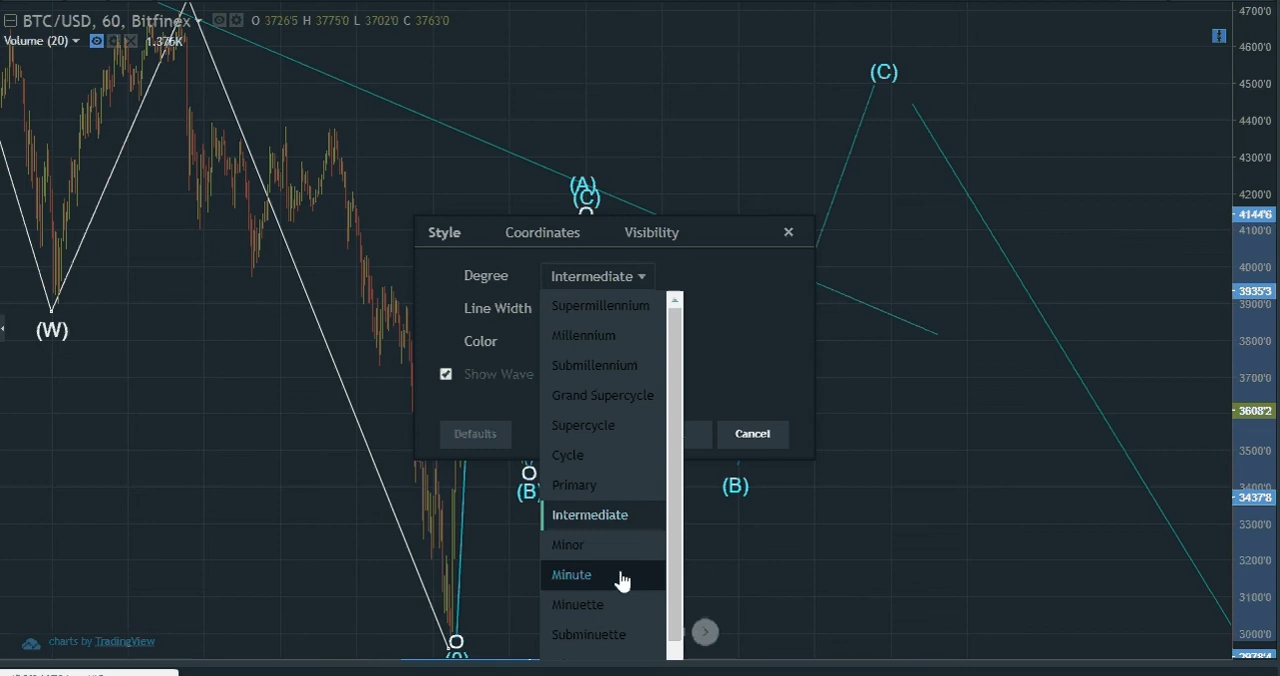 BTC/USD, 60, Bitfinex O 3726'5 H 3775'0 L 3702'0 C 3763'0
Volume (20) 1.376K
4700'0
4600'0
4500'0
4400'0
4300'0
4200'0
4144'6
4100'0
4000'0
3935'3
3900'0
3800'0
3700'0
3608'2
3500'0
3400'0
3437'8
3300'0
3200'0
3100'0
3000'0
2978'4
(C)
(A)
(C)
(W)
Style Coordinates Visibility
Degree Intermediate
Line Width
Color
Show Wave
Defaults Cancel
Supermillennium
Millennium
Submillennium
Grand Supercycle
Supercycle
Cycle
Primary
Intermediate
Minor
Minute
Minuette
Subminuette
O
(B)
(B)
O
charts by TradingView